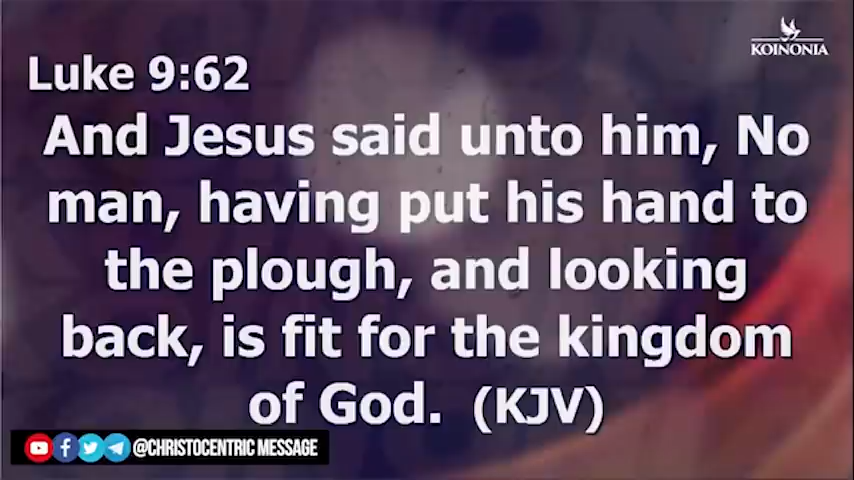 KOINONIA
Luke 9:62
And Jesus said unto him, No
man, having put his hand to
the plough, and looking
back, is fit for the kingdom
of God. (KJV)
@CHRISTOCENTRIC MESSAGE